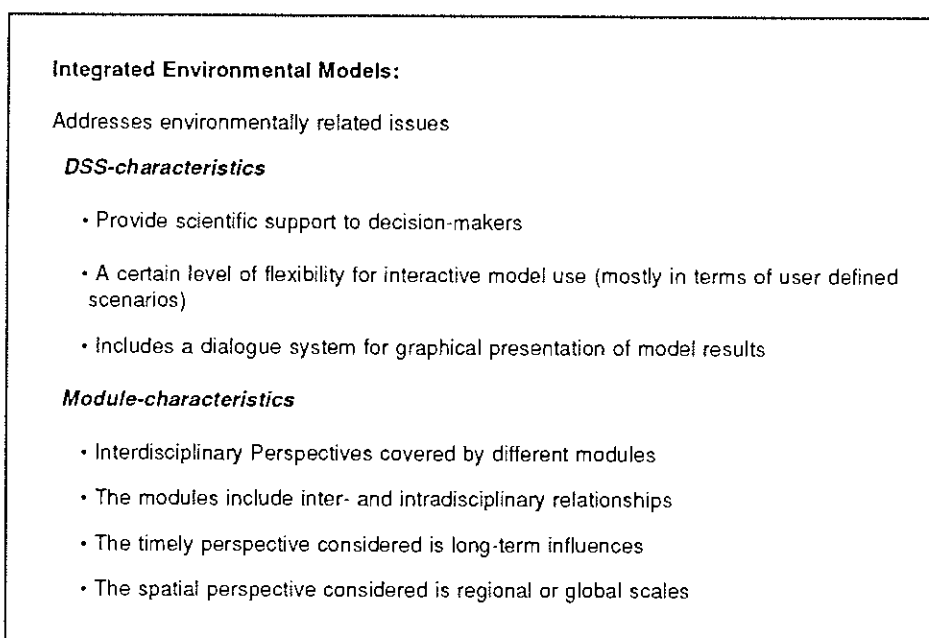 Integrated Environmental Models:
Addresses environmentally related issues
DSS-characteristics
• Provide scientific support to decision-makers
• A certain level of flexibility for interactive model use (mostly in terms of user defined
scenarios)
• Includes a dialogue system for graphical presentation of model results
Module-characteristics
• Interdisciplinary Perspectives covered by different modules
• The modules include inter- and intradisciplinary relationships
• The timely perspective considered is long-term influences
• The spatial perspective considered is regional or global scales